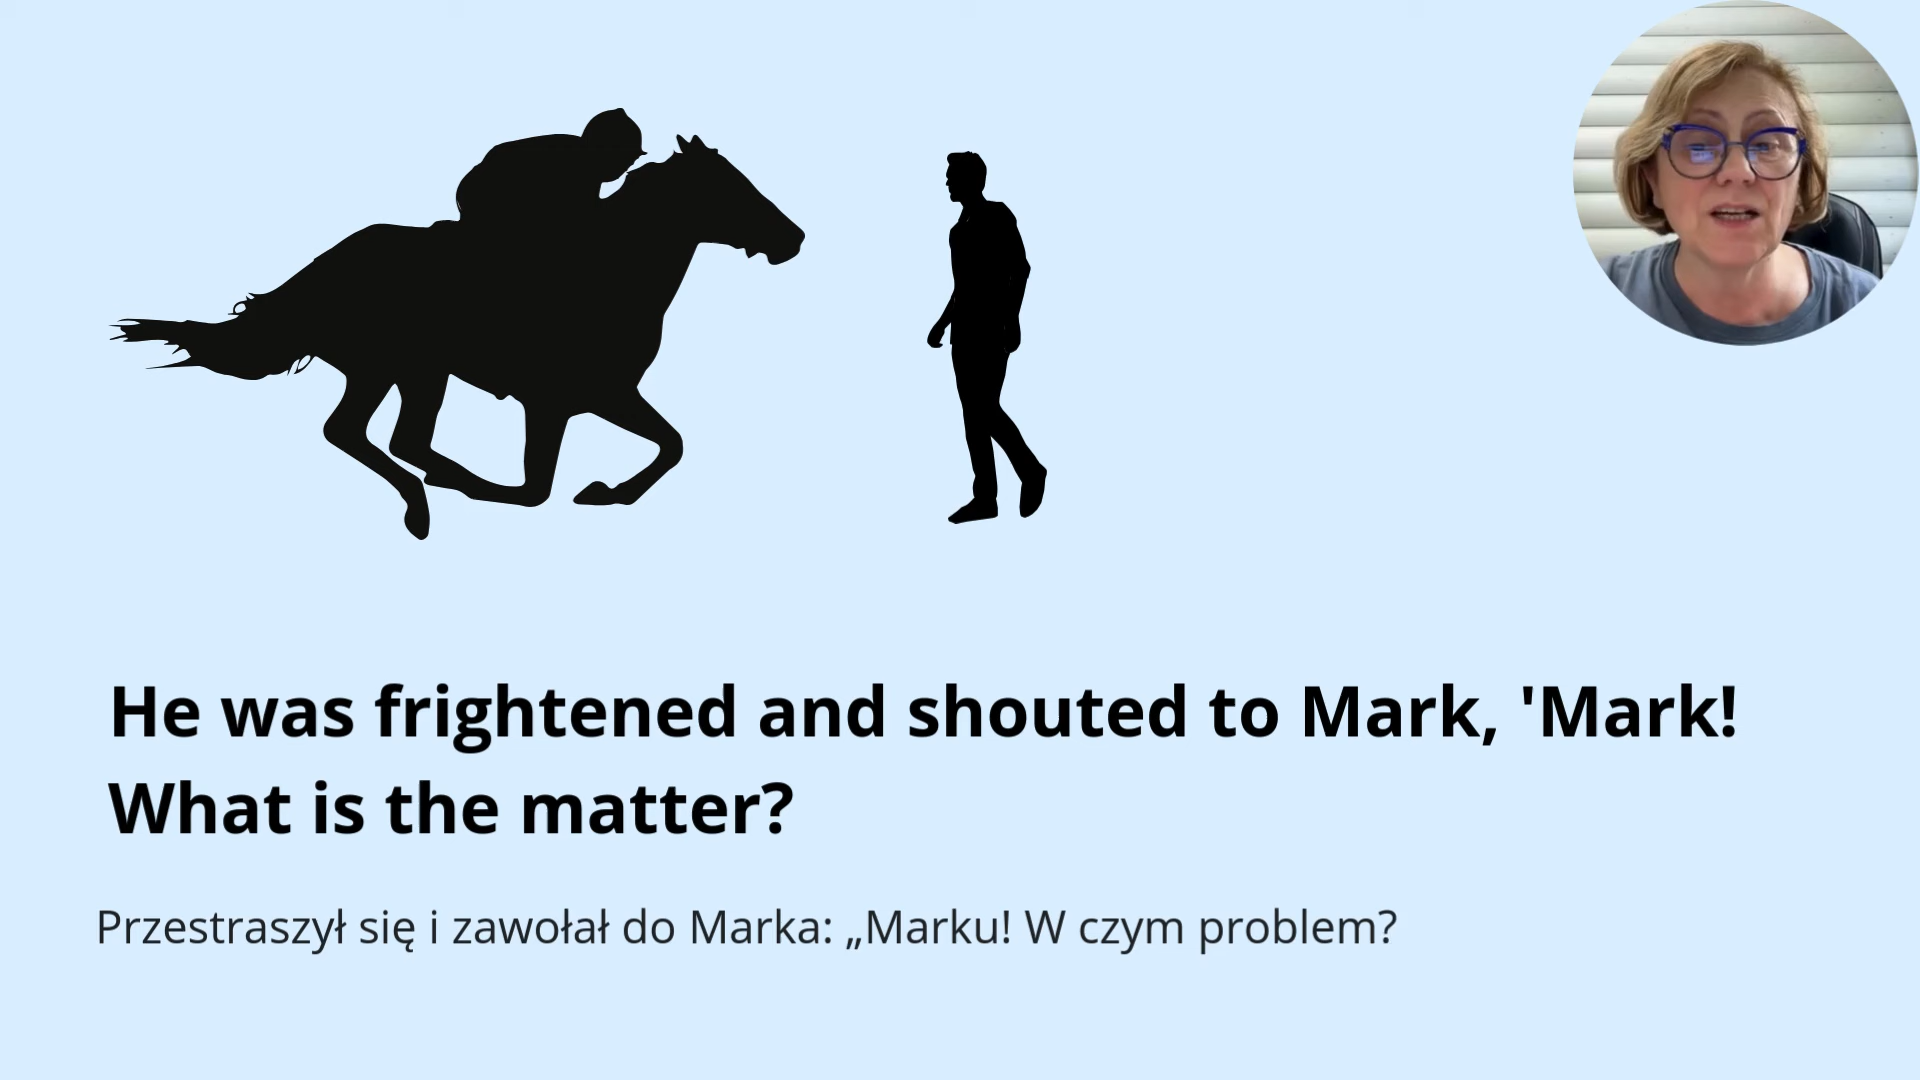 He was frightened and shouted to Mark, 'Mark!
What is the matter?
Przestraszył się i zawołał do Marka: „Marku! W czym problem?